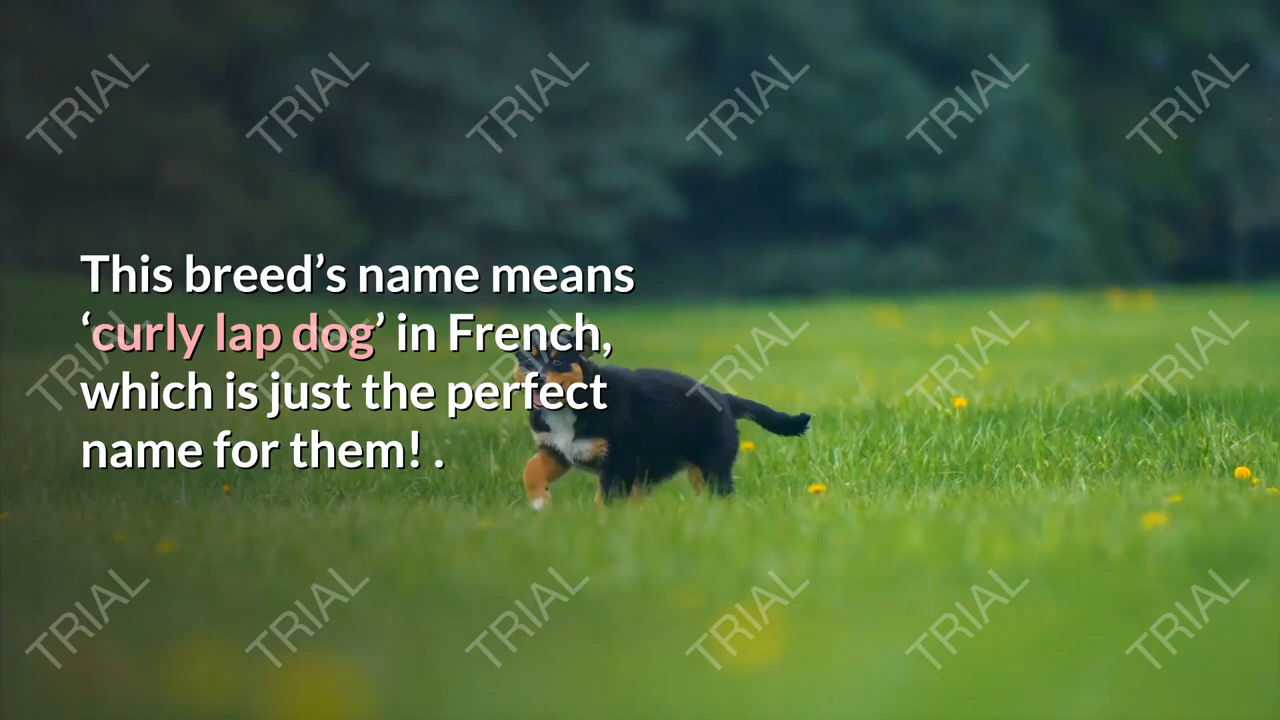 TRIAL TRIAL TRIAL TRIAL TRIAL TRIAL
This breed’s name means
‘curly lap dog’ in French,
which is just the perfect
name for them! .
TRIAL TRIAL TRIAL TRIAL TRIAL TRIAL
TRIAL TRIAL TRIAL TRIAL TRIAL TRIAL